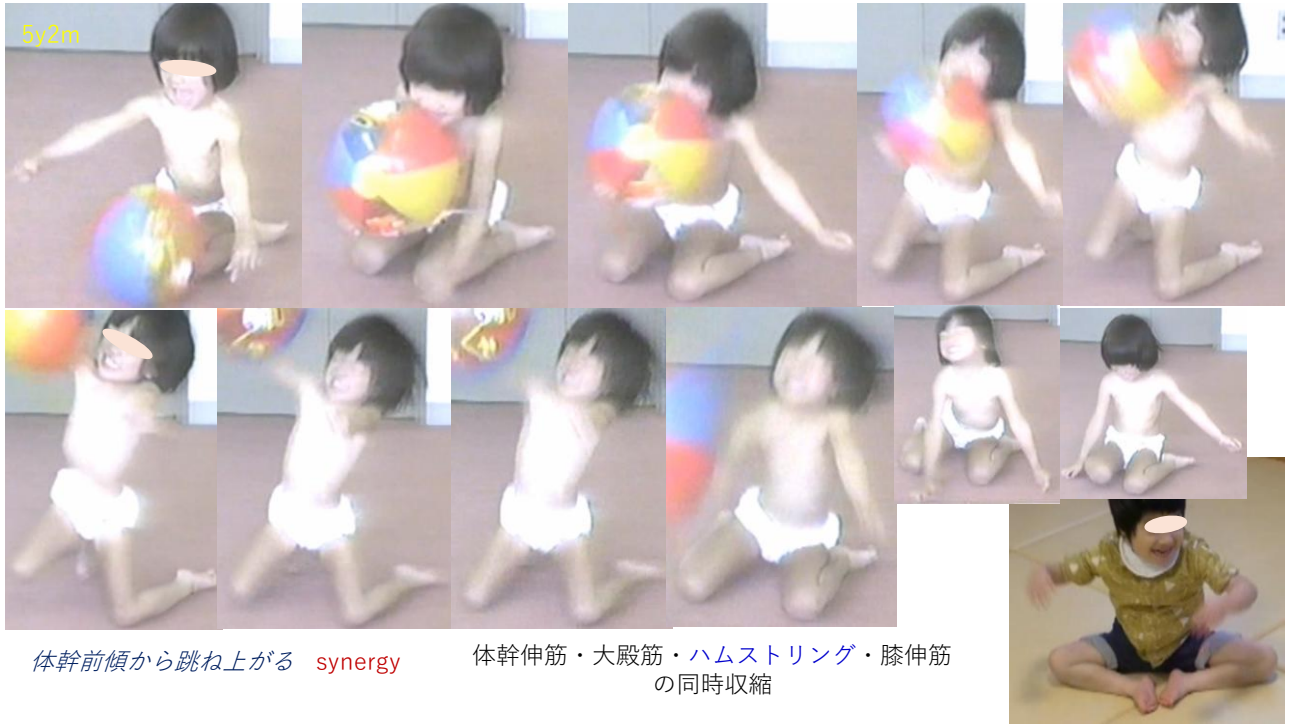 5y2m
体幹前傾から跳ね上がる synergy
体幹伸筋・大殿筋・ハムストリング・膝伸筋
の同時収縮